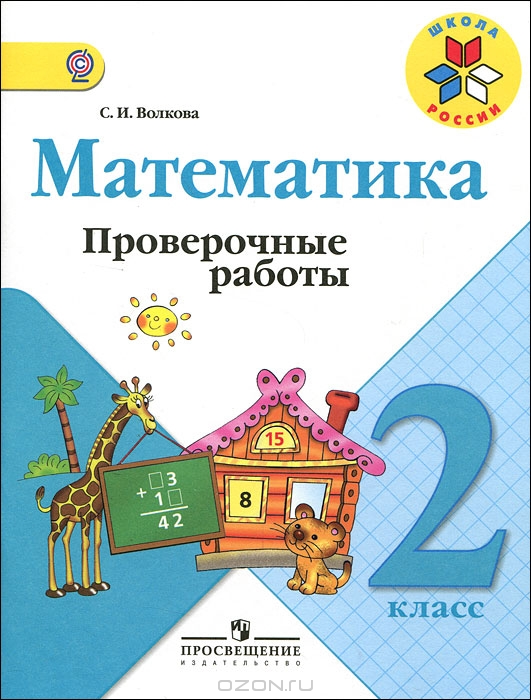 ШКОЛА
РОССИИ
С. И. Волкова
Математика
Проверочные
работы
15
8
□3
+ 1□
42
2
класс
ПРОСВЕЩЕНИЕ
ИЗДАТЕЛЬСТВО
OZON.ru